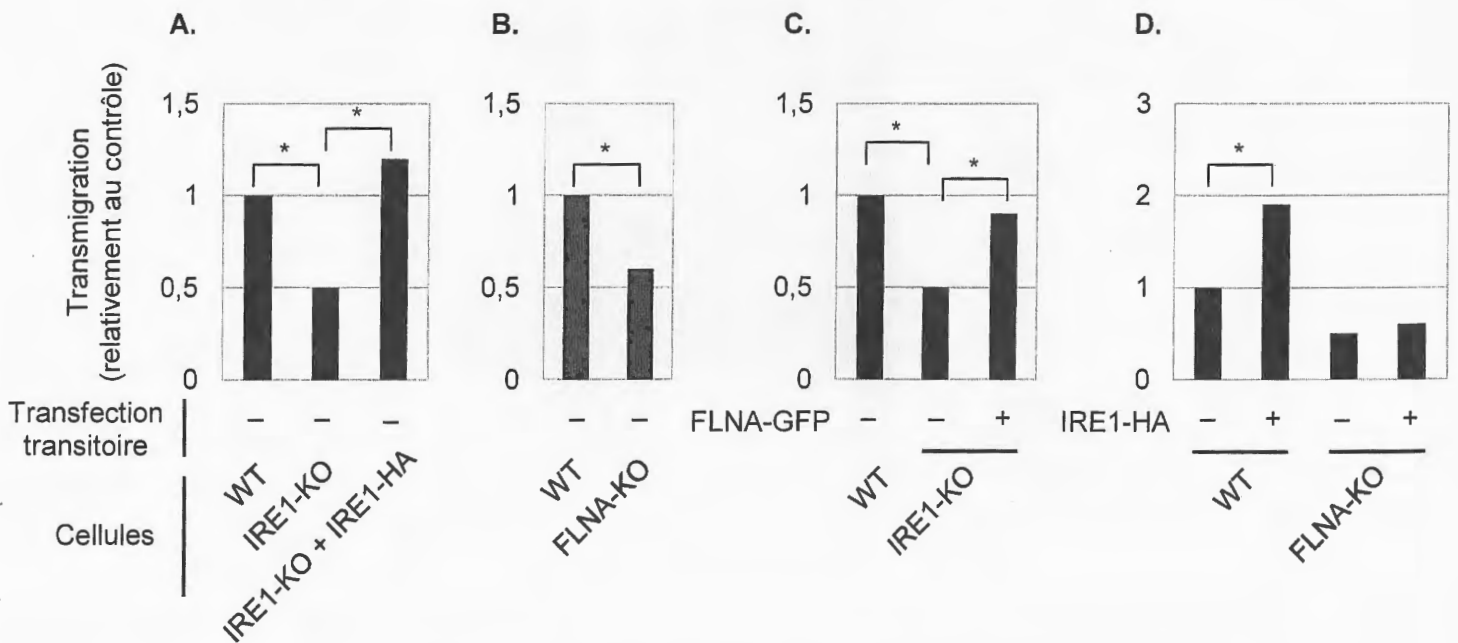 A.
B.
C.
D.
Transmigration
(relativement au contrôle)
1,5
1
0,5
0
* *
1,5
1
0,5
0
*
1,5
1
0,5
0
* *
3
2
1
0
*
Transfection
transitoire
– – –
– –
FLNA-GFP – – +
IRE1-HA – + – +
Cellules
WT
IRE1-KO
IRE1-KO + IRE1-HA
WT
FLNA-KO
WT
IRE1-KO
WT
FLNA-KO